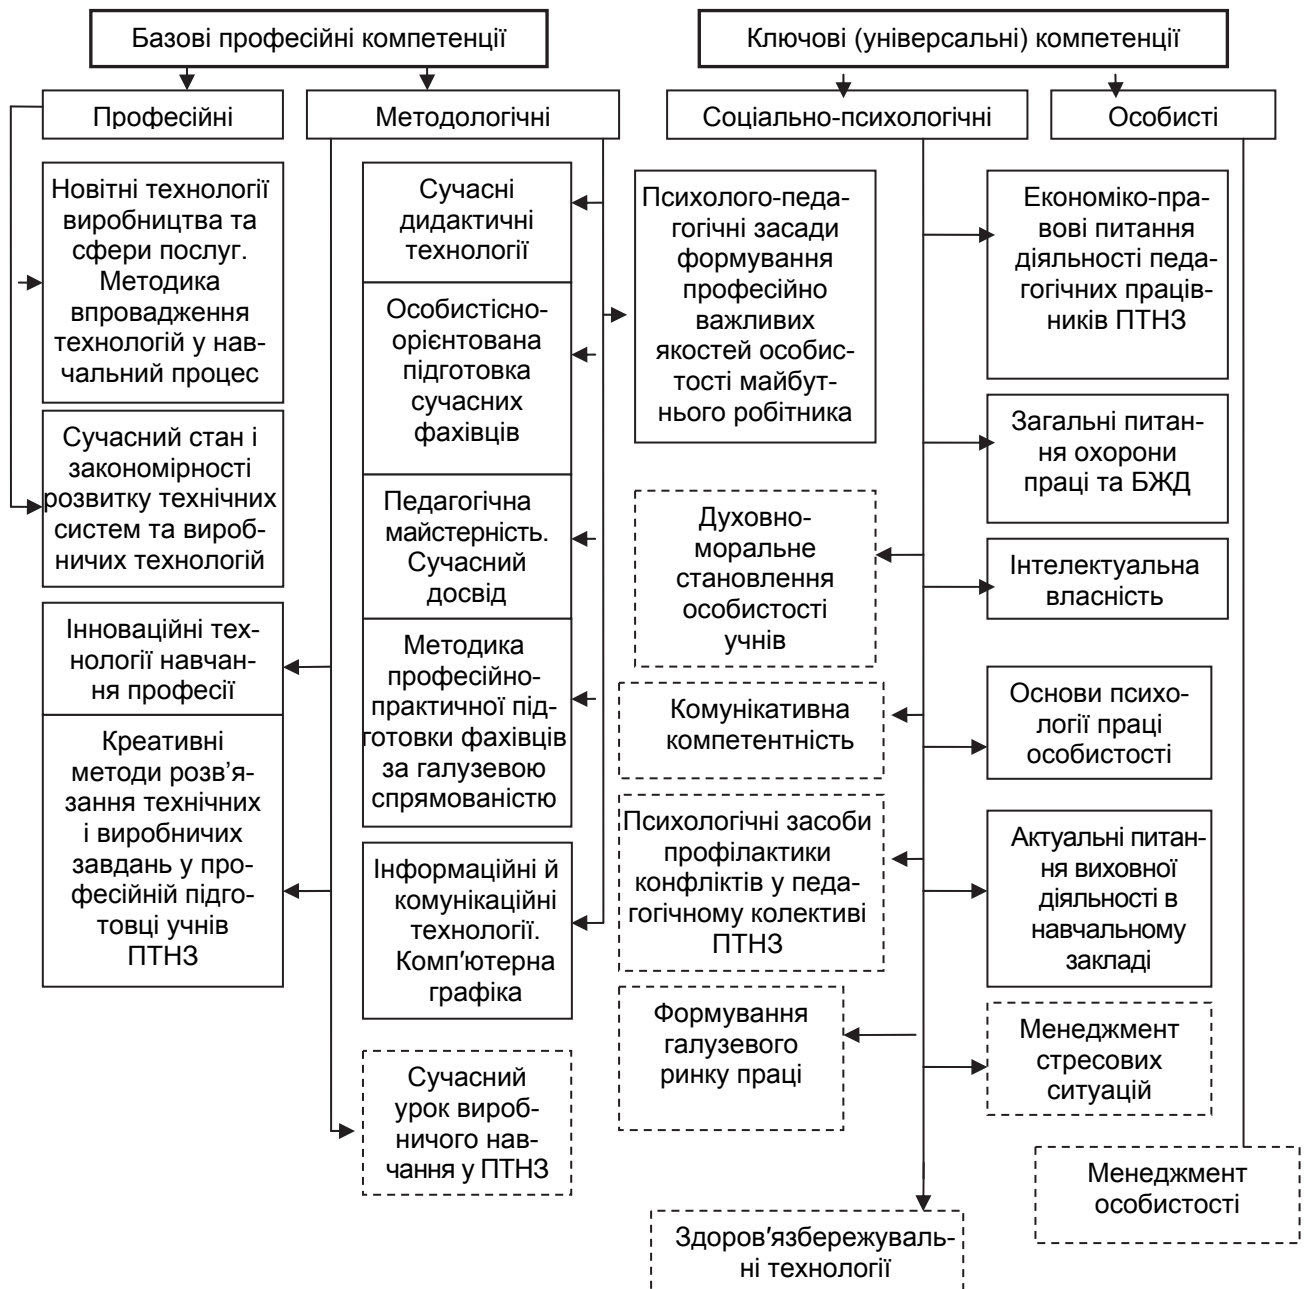 Базові професійні компетенції
Ключові (універсальні) компетенції
Професійні
Методологічні
Соціально-психологічні
Особисті
Новітні технології
виробництва та
сфери послуг.
Методика
впровадження
технологій у нав-
чальний процес
Сучасний стан і
закономірності
розвитку технічних
систем та вироб-
ничих технологій
Інноваційні тех-
нології навчан-
ня професії
Креативні
методи розв'я-
зання технічних
і виробничих
завдань у про-
фесійній підго-
товці учнів
ПТНЗ
Сучасні
дидактичні
технології
Особистісно-
орієнтована
підготовка
сучасних
фахівців
Педагогічна
майстерність.
Сучасний
досвід
Методика
професійно-
практичної під-
готовки фахівців
за галузевою
спрямованістю
Інформаційні й
комунікаційні
технології.
Комп'ютерна
графіка
Сучасний
урок вироб-
ничого нав-
чання у ПТНЗ
Психолого-педа-
гогічні засади
формування
професійно
важливих
якостей особис-
тості майбут-
нього робітника
Духовно-
моральне
становлення
особистості
учнів
Комунікативна
компетентність
Психологічні засоби
профілактики
конфліктів у педа-
гогічному колективі
ПТНЗ
Формування
галузевого
ринку праці
Здоров'язбережуваль-
ні технології
Економіко-пра-
вові питання
діяльності педа-
гогічних праців-
ників ПТНЗ
Загальні питан-
ня охорони
праці та БЖД
Інтелектуальна
власність
Основи психо-
логії праці
особистості
Актуальні питан-
ня виховної
діяльності в
навчальному
закладі
Менеджмент
стресових
ситуацій
Менеджмент
особистості